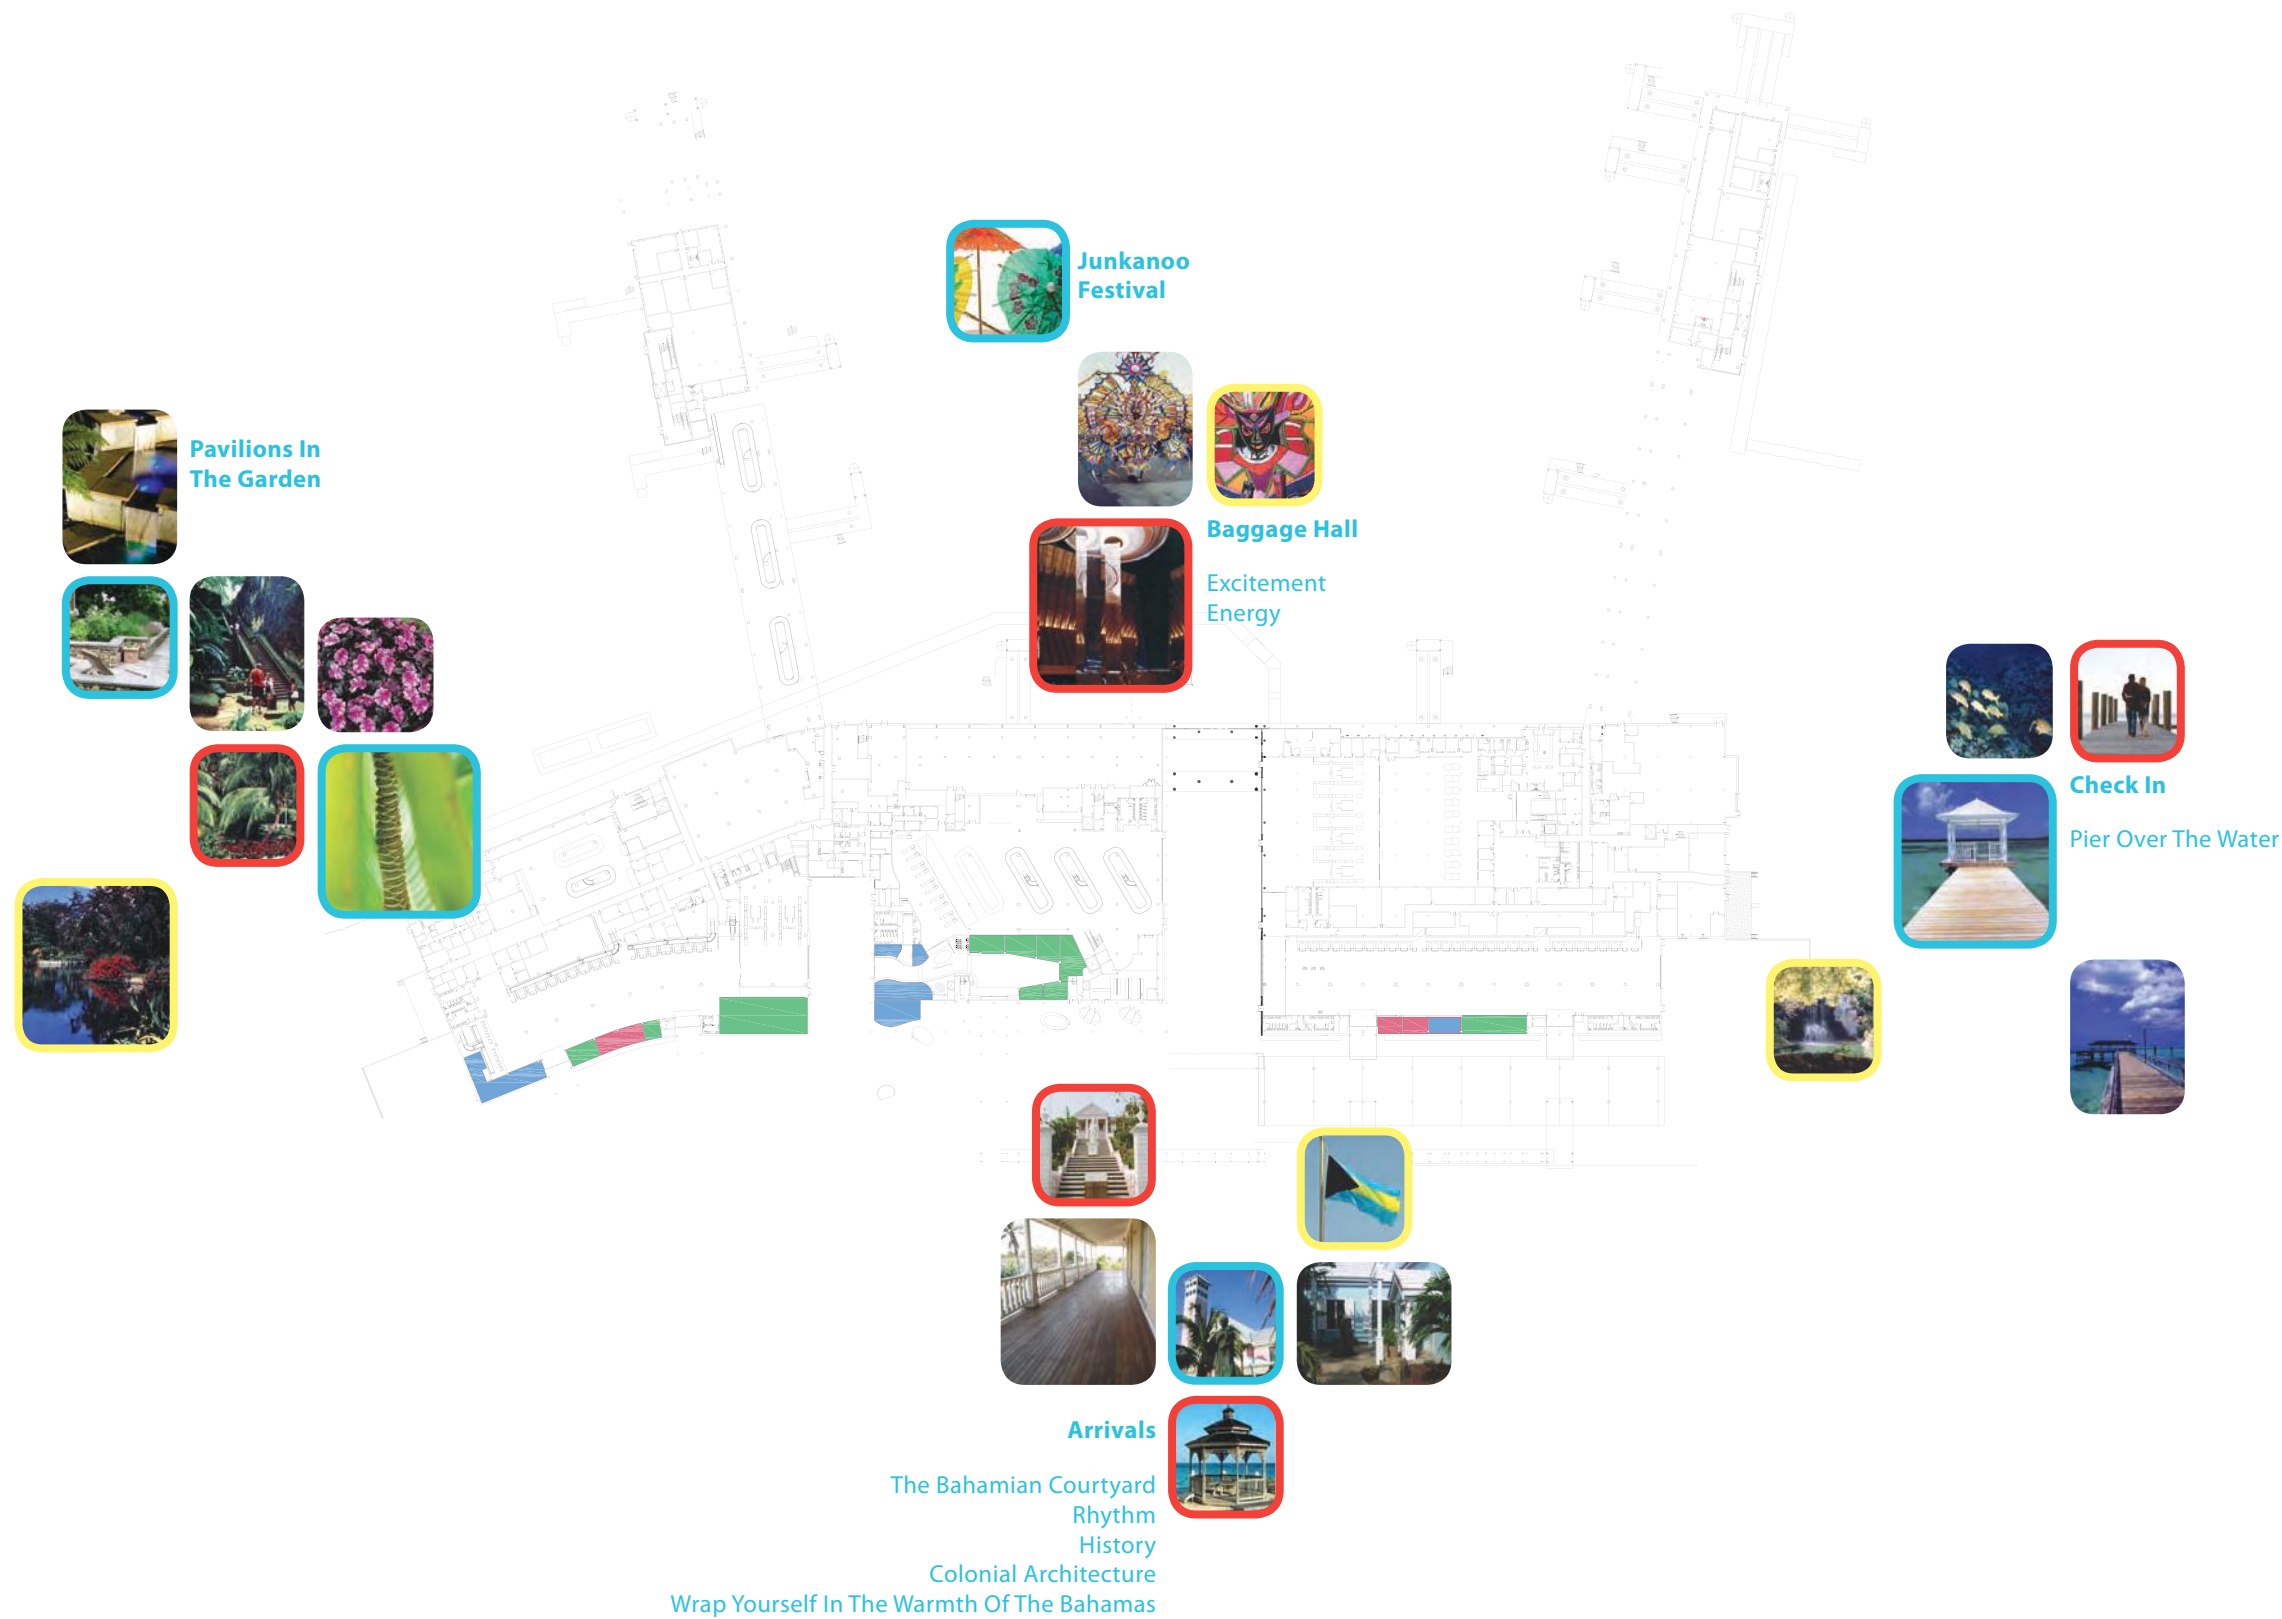 Junkanoo
Festival
Pavilions In
The Garden
Baggage Hall
Excitement
Energy
Check In
Pier Over The Water
Arrivals
The Bahamian Courtyard
Rhythm
History
Colonial Architecture
Wrap Yourself In The Warmth Of The Bahamas